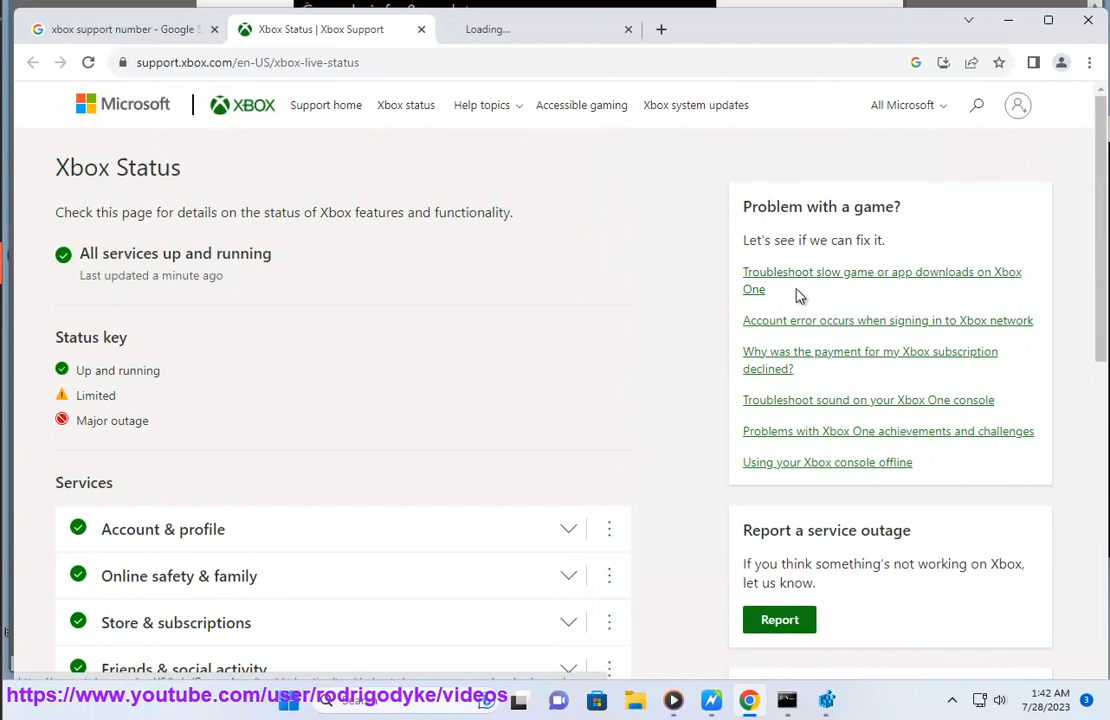 xbox support number - Google S
Xbox Status | Xbox Support
Loading...
support.xbox.com/en-US/xbox-live-status
Microsoft
XBOX
Support home
Xbox status
Help topics
Accessible gaming
Xbox system updates
All Microsoft
Xbox Status
Check this page for details on the status of Xbox features and functionality.
All services up and running
Last updated a minute ago
Status key
Up and running
Limited
Major outage
Services
Account & profile
Online safety & family
Store & subscriptions
Friends & social activity
Problem with a game?
Let's see if we can fix it.
Troubleshoot slow game or app downloads on Xbox
One
Account error occurs when signing in to Xbox network
Why was the payment for my Xbox subscription
declined?
Troubleshoot sound on your Xbox One console
Problems with Xbox One achievements and challenges
Using your Xbox console offline
Report a service outage
If you think something's not working on Xbox,
let us know.
Report
https://www.youtube.com/user/rodrigodyke/videos
Search
1:42 AM
7/28/2023
3